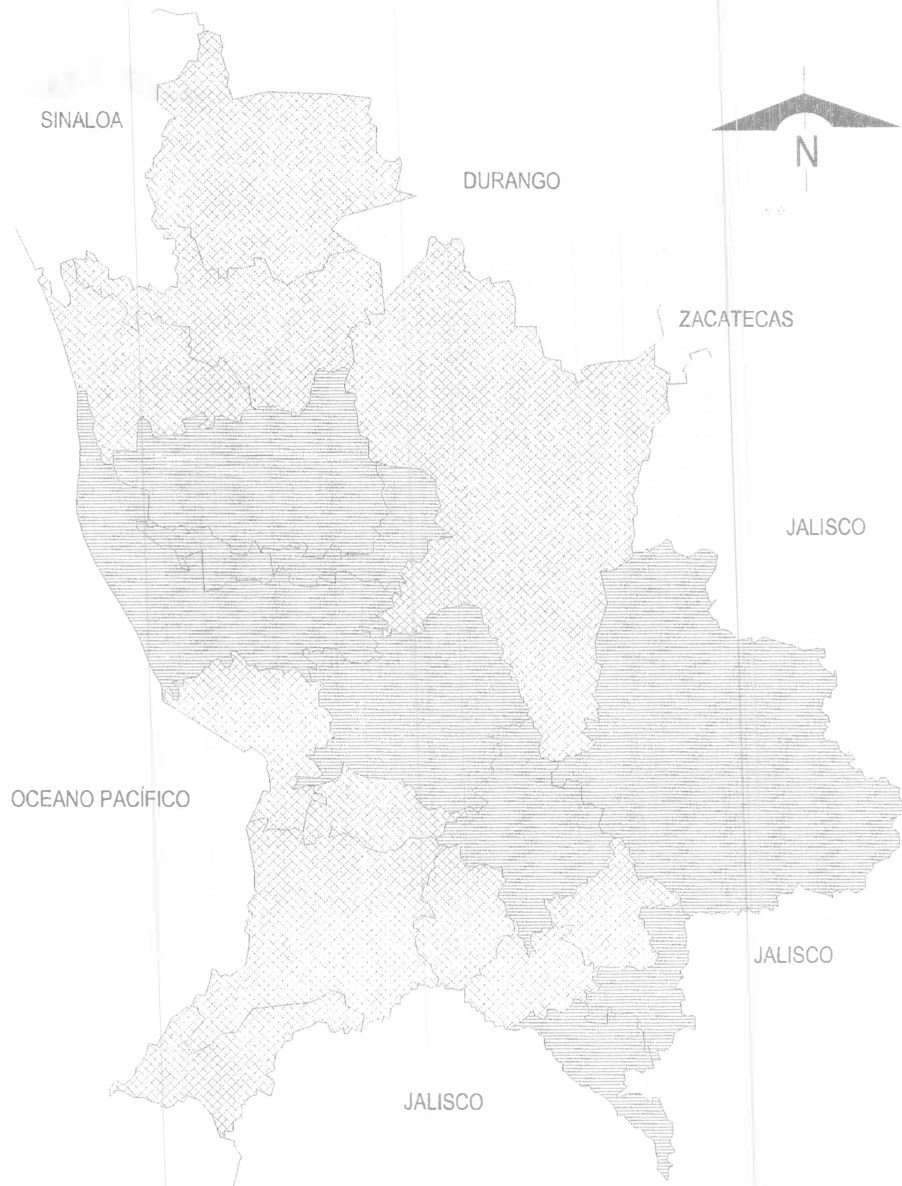 SINALOA
DURANGO
N
ZACATECAS
JALISCO
OCEANO PACÍFICO
JALISCO
JALISCO